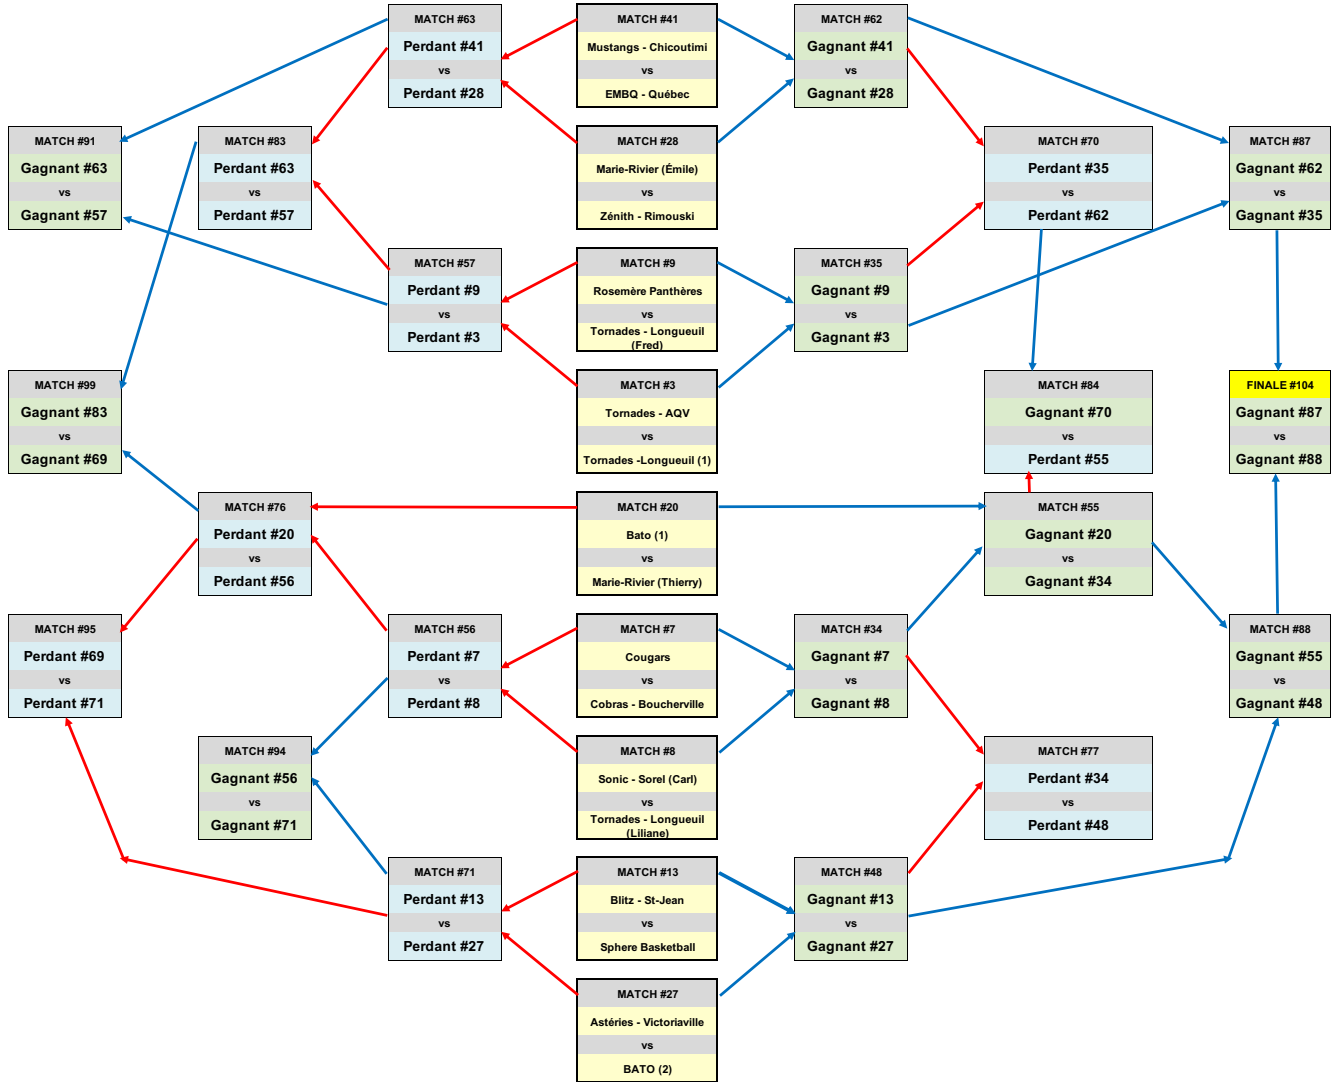 MATCH #63
Perdant #41
vs
Perdant #28
MATCH #41
Mustangs - Chicoutimi
vs
EMBQ - Québec
MATCH #62
Gagnant #41
vs
Gagnant #28
MATCH #91
Gagnant #63
vs
Gagnant #57
MATCH #83
Perdant #63
vs
Perdant #57
MATCH #28
Marie-Rivier (Émile)
vs
Zénith - Rimouski
MATCH #70
Perdant #35
vs
Perdant #62
MATCH #87
Gagnant #62
vs
Gagnant #35
MATCH #57
Perdant #9
vs
Perdant #3
MATCH #9
Rosemère Panthères
vs
Tornades - Longueuil
(Fred)
MATCH #35
Gagnant #9
vs
Gagnant #3
MATCH #99
Gagnant #83
vs
Gagnant #69
MATCH #3
Tornades - AQV
vs
Tornades -Longueuil (1)
MATCH #84
Gagnant #70
vs
Perdant #55
FINALE #104
Gagnant #87
vs
Gagnant #88
MATCH #76
Perdant #20
vs
Perdant #56
MATCH #20
Bato (1)
vs
Marie-Rivier (Thierry)
MATCH #55
Gagnant #20
vs
Gagnant #34
MATCH #95
Perdant #69
vs
Perdant #71
MATCH #56
Perdant #7
vs
Perdant #8
MATCH #7
Cougars
vs
Cobras - Boucherville
MATCH #34
Gagnant #7
vs
Gagnant #8
MATCH #88
Gagnant #55
vs
Gagnant #48
MATCH #94
Gagnant #56
vs
Gagnant #71
MATCH #8
Sonic - Sorel (Carl)
vs
Tornades - Longueuil
(Liliane)
MATCH #77
Perdant #34
vs
Perdant #48
MATCH #71
Perdant #13
vs
Perdant #27
MATCH #13
Blitz - St-Jean
vs
Sphere Basketball
MATCH #48
Gagnant #13
vs
Gagnant #27
MATCH #27
Astéries - Victoriaville
vs
BATO (2)